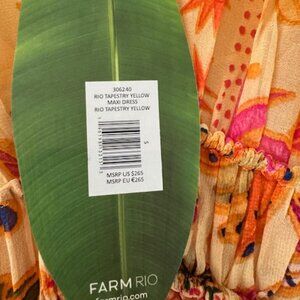 306240
RIO TAPESTRY YELLOW
MAXI DRESS
RIO TAPESTRY YELLOW
S
MSRP US $265
MSRP EU €265
FARM RIO
farmrio.com